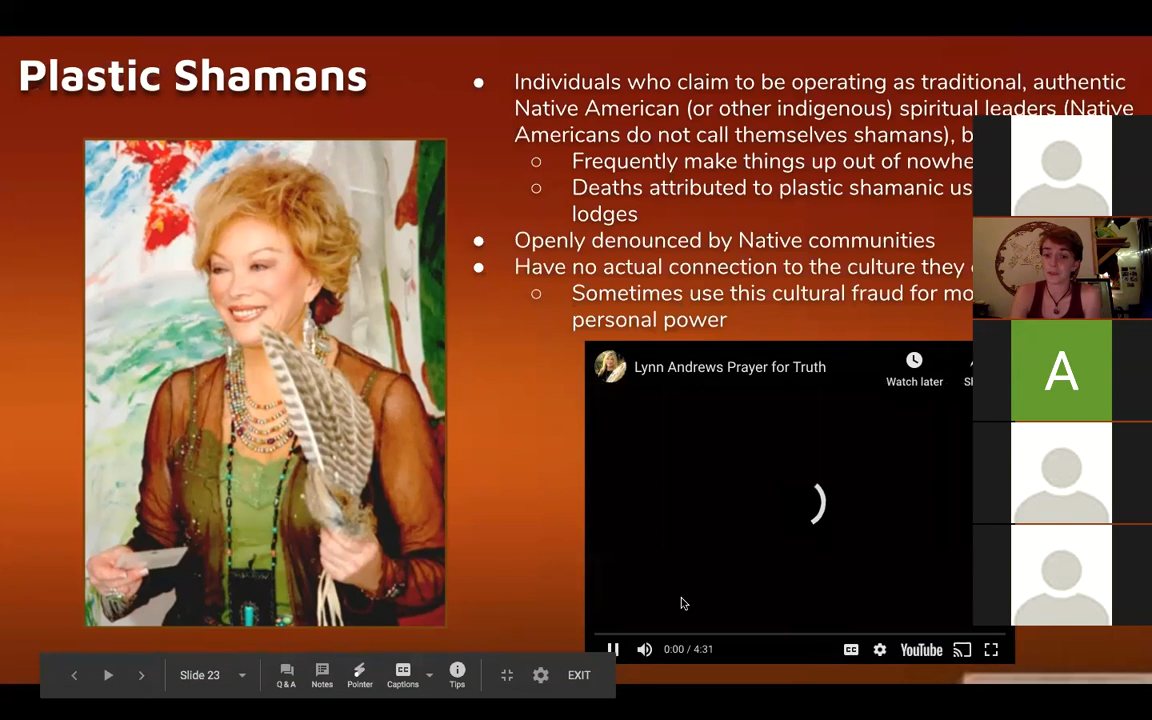 Plastic Shamans
● Individuals who claim to be operating as traditional, authentic
Native American (or other indigenous) spiritual leaders (Native
Americans do not call themselves shamans),
○ Frequently make things up out of
○ Deaths attributed to plastic shamanic
lodges
● Openly denounced by Native communities
● Have no actual connection to the culture they
○ Sometimes use this cultural fraud for
personal power
Lynn Andrews Prayer for Truth
Watch later
A
0:00 / 4:31
CC
YouTube
Slide 23
Q & A
Notes
Pointer
CC
Captions
Tips
EXIT